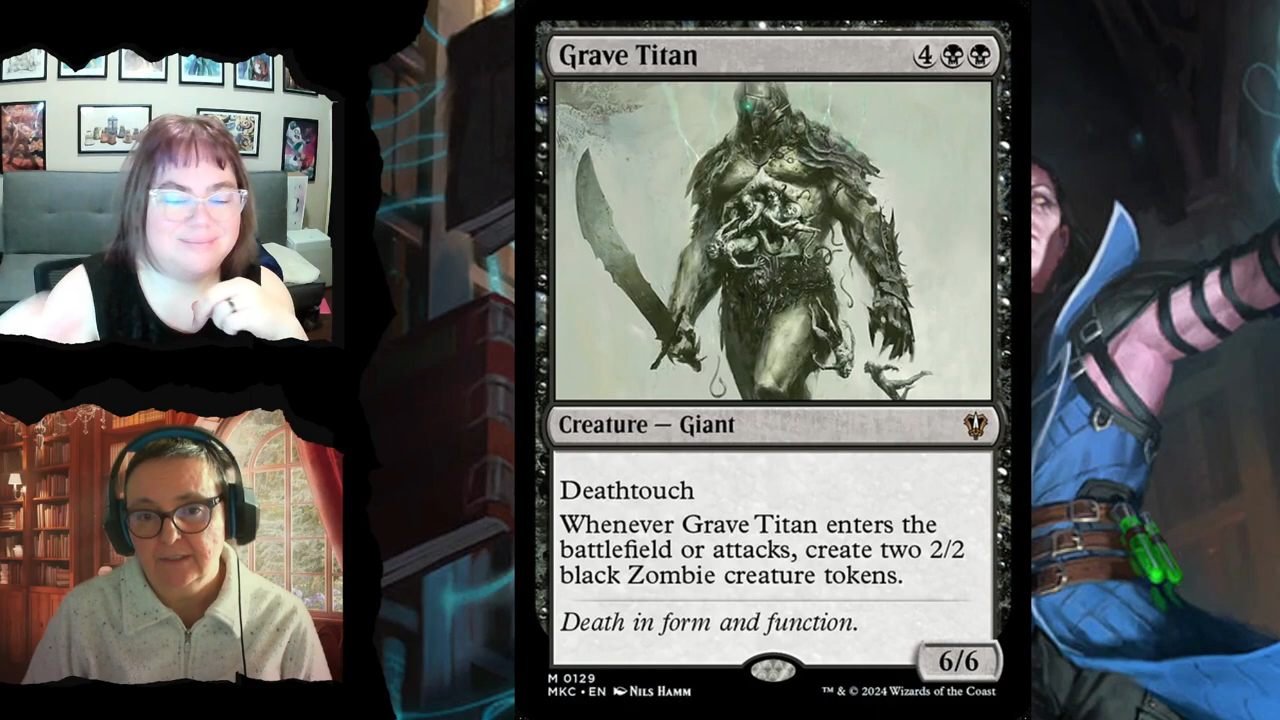 Grave Titan 4
Creature — Giant
Deathtouch
Whenever Grave Titan enters the
battlefield or attacks, create two 2/2
black Zombie creature tokens.
Death in form and function.
6/6
M 0129
MKC • EN Nils Hamm
™ & © 2024 Wizards of the Coast